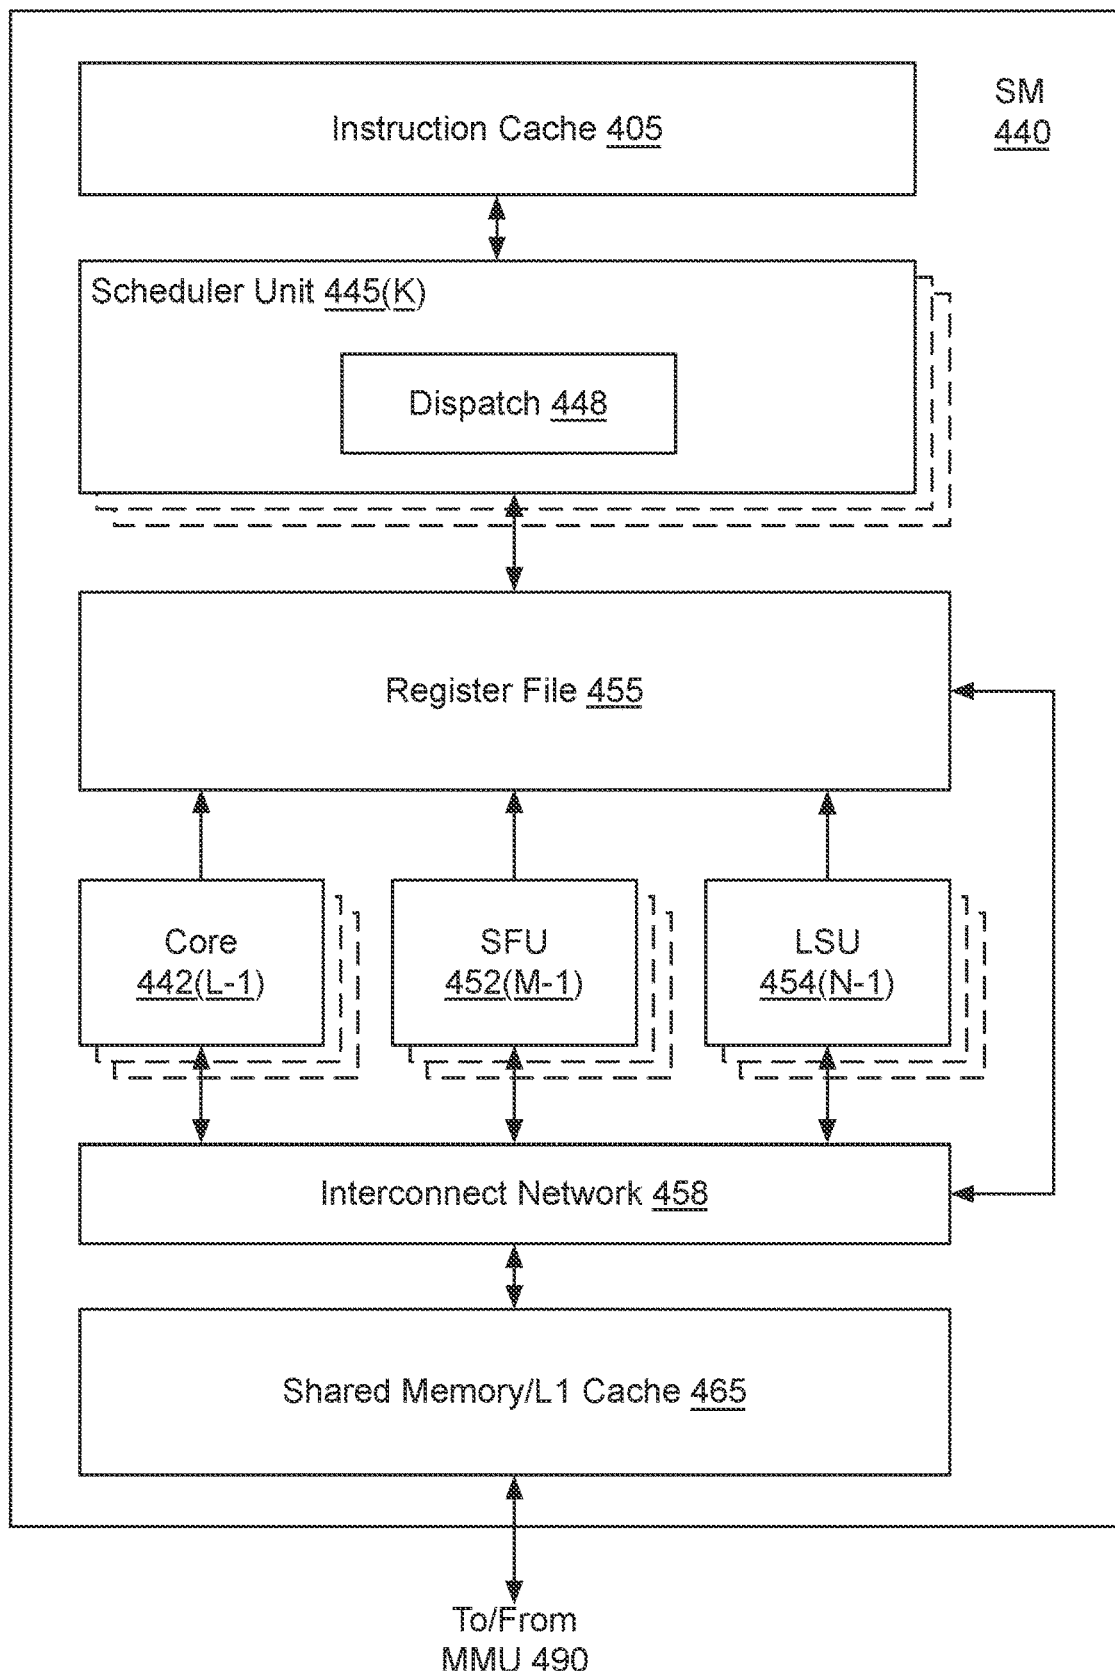 Instruction Cache 405
SM
440
Scheduler Unit 445(K)
Dispatch 448
Register File 455
Core
442(L-1)
SFU
452(M-1)
LSU
454(N-1)
Interconnect Network 458
Shared Memory/L1 Cache 465
To/From
MMU 490